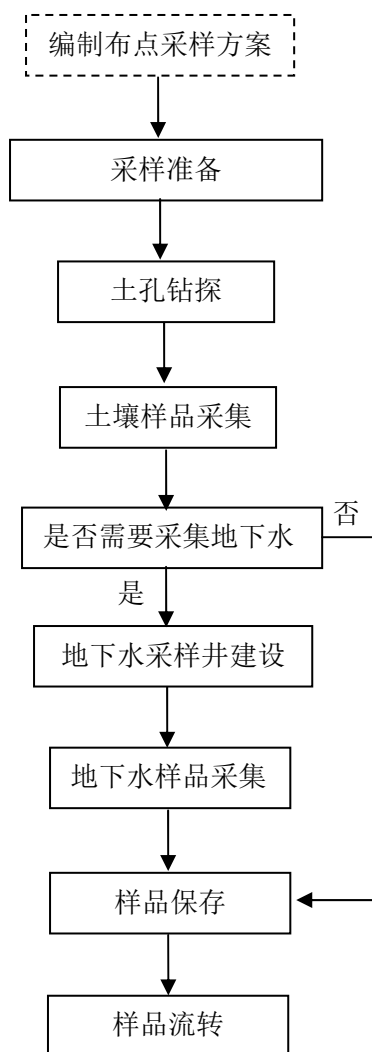 编制布点采样方案
采样准备
土孔钻探
土壤样品采集
否
是否需要采集地下水
是
地下水采样井建设
地下水样品采集
样品保存
样品流转